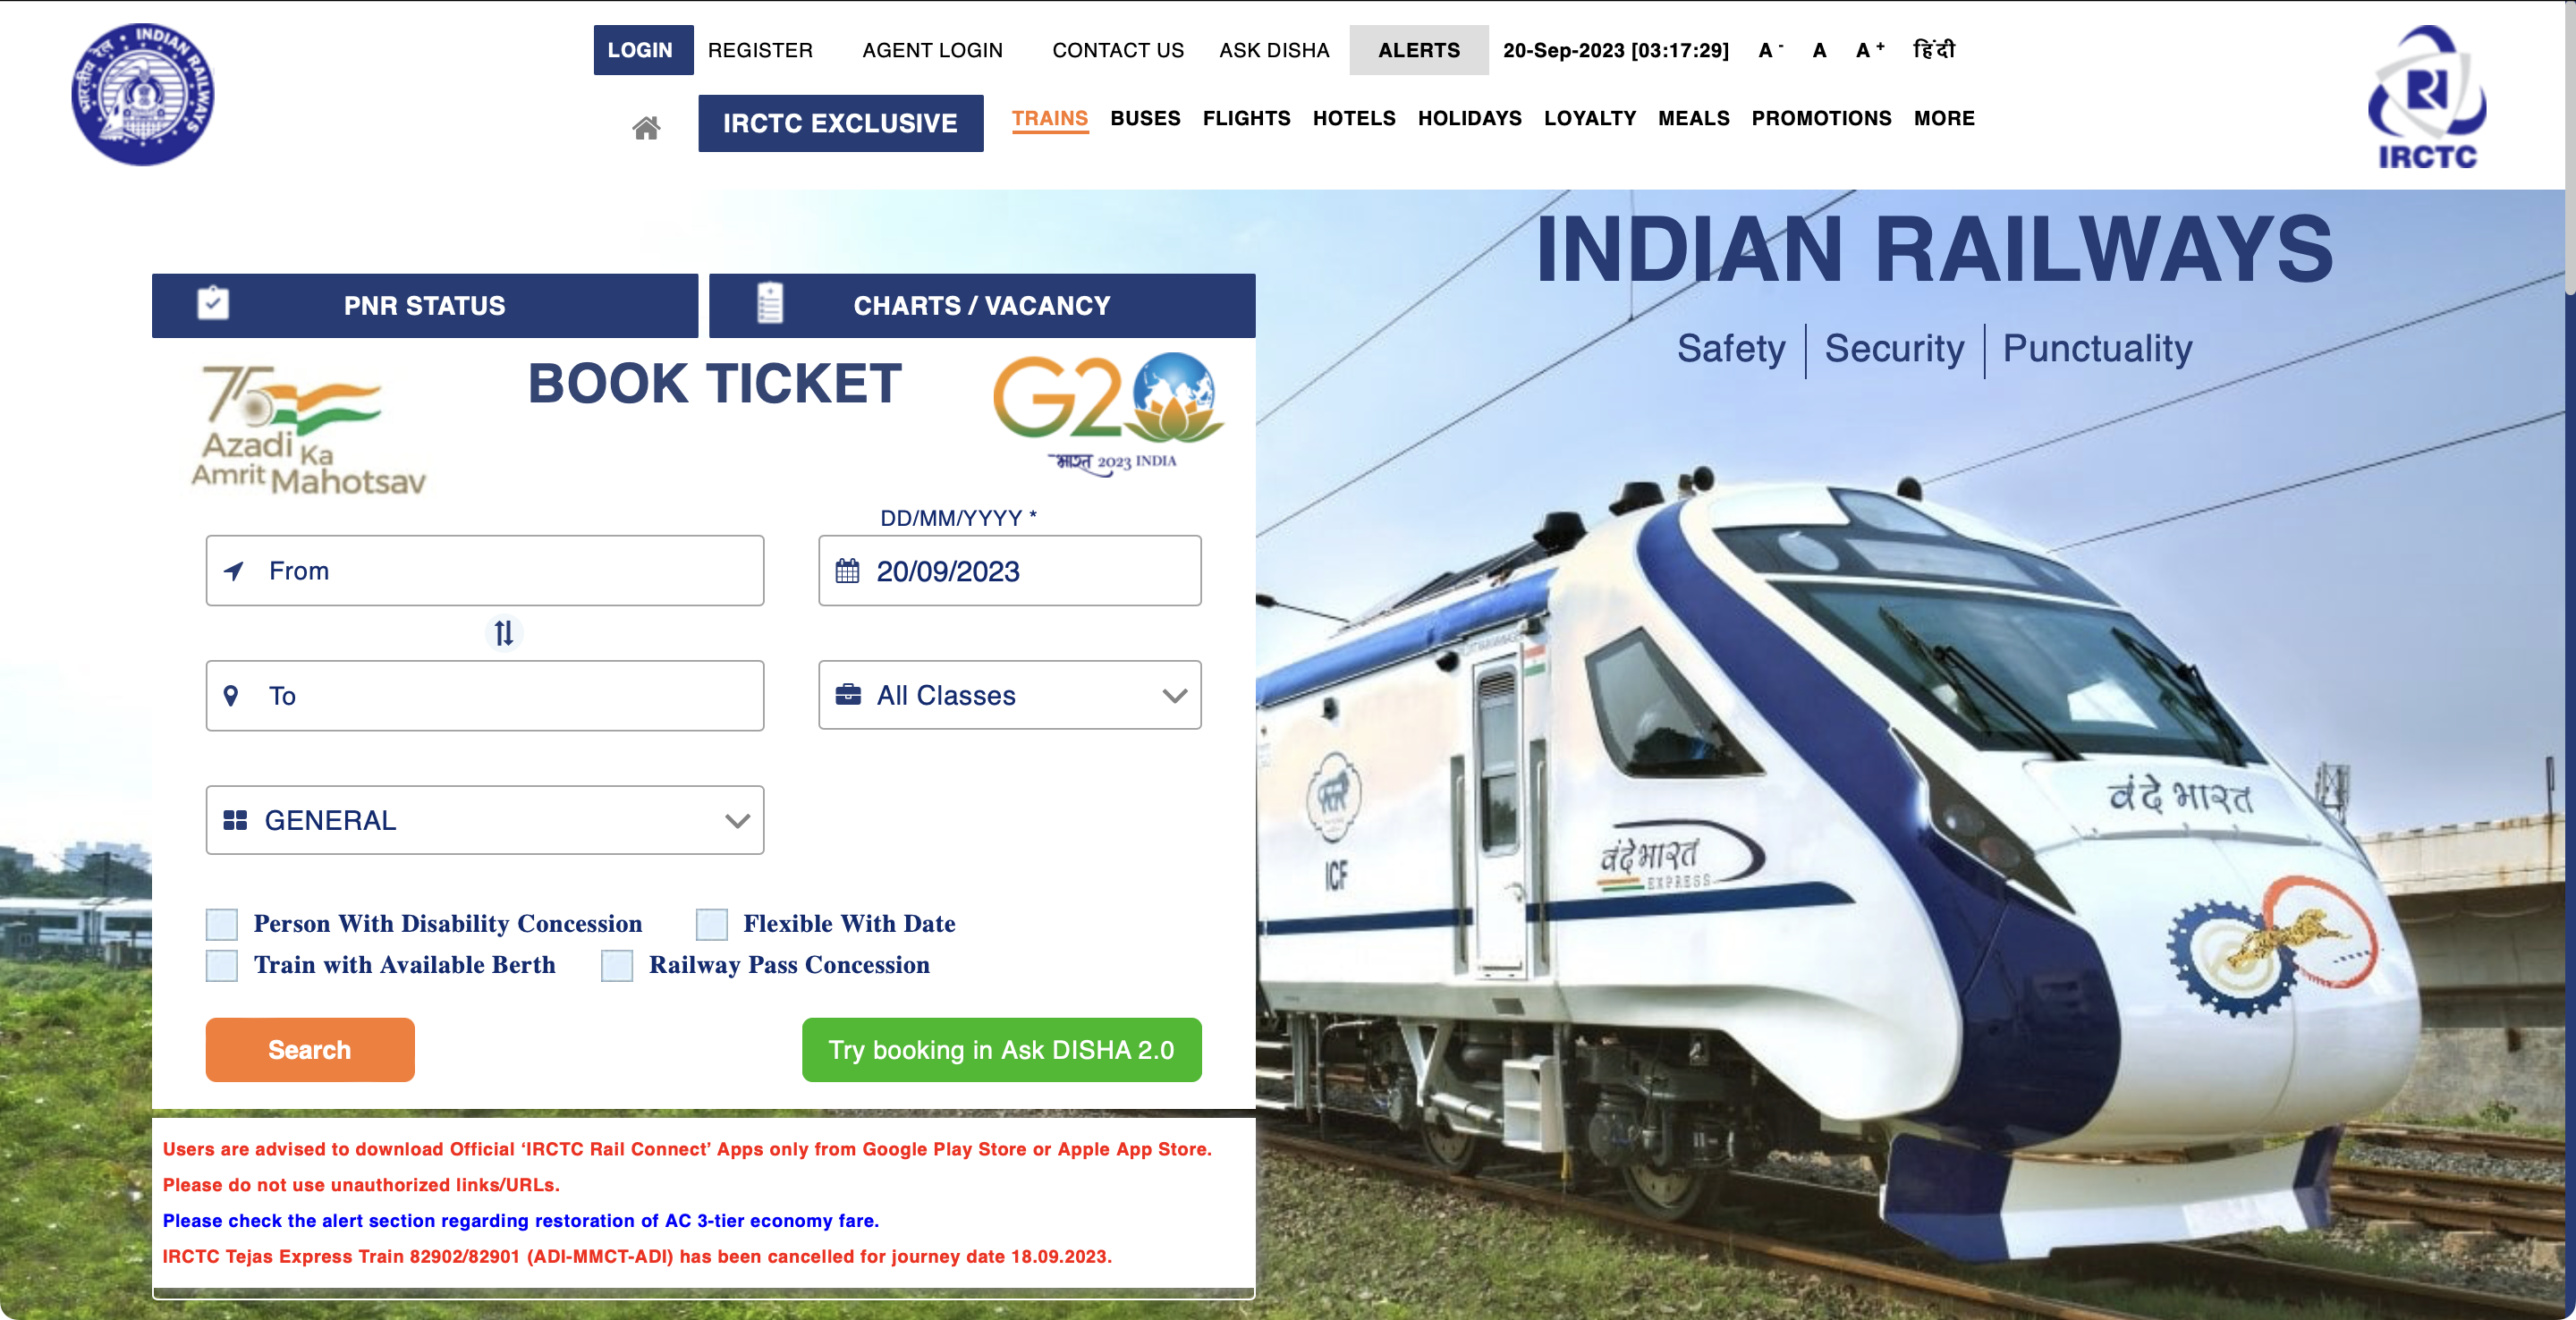 LOGIN REGISTER AGENT LOGIN CONTACT US ASK DISHA ALERTS 20-Sep-2023 [03:17:29] A - A A + हिंदी
भारतीय रेल INDIAN RAILWAYS
IRCTC EXCLUSIVE TRAINS BUSES FLIGHTS HOTELS HOLIDAYS LOYALTY MEALS PROMOTIONS MORE
IRCTC
INDIAN RAILWAYS
Safety | Security | Punctuality
PNR STATUS CHARTS / VACANCY
75
Azadi Ka
Amrit Mahotsav
BOOK TICKET
G20
भारत 2023 INDIA
DD/MM/YYYY *
From
20/09/2023
To
All Classes
GENERAL
Person With Disability Concession Flexible With Date
Train with Available Berth Railway Pass Concession
Search Try booking in Ask DISHA 2.0
Users are advised to download Official ‘IRCTC Rail Connect’ Apps only from Google Play Store or Apple App Store.
Please do not use unauthorized links/URLs.
Please check the alert section regarding restoration of AC 3-tier economy fare.
IRCTC Tejas Express Train 82902/82901 (ADI-MMCT-ADI) has been cancelled for journey date 18.09.2023.
वंदे भारत
वंदे भारत
EXPRESS
ICF